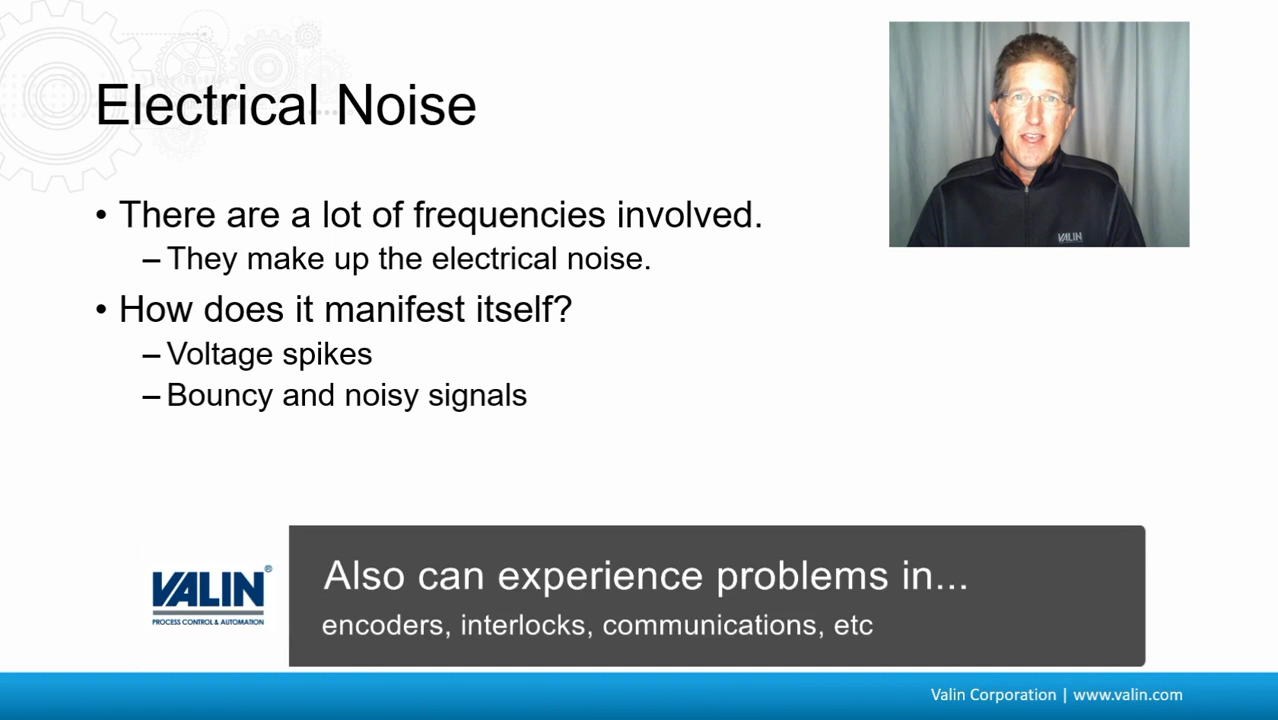 Electrical Noise
• There are a lot of frequencies involved.
– They make up the electrical noise.
• How does it manifest itself?
– Voltage spikes
– Bouncy and noisy signals
VALIN
VALIN®
PROCESS CONTROL & AUTOMATION
Also can experience problems in...
encoders, interlocks, communications, etc
Valin Corporation | www.valin.com